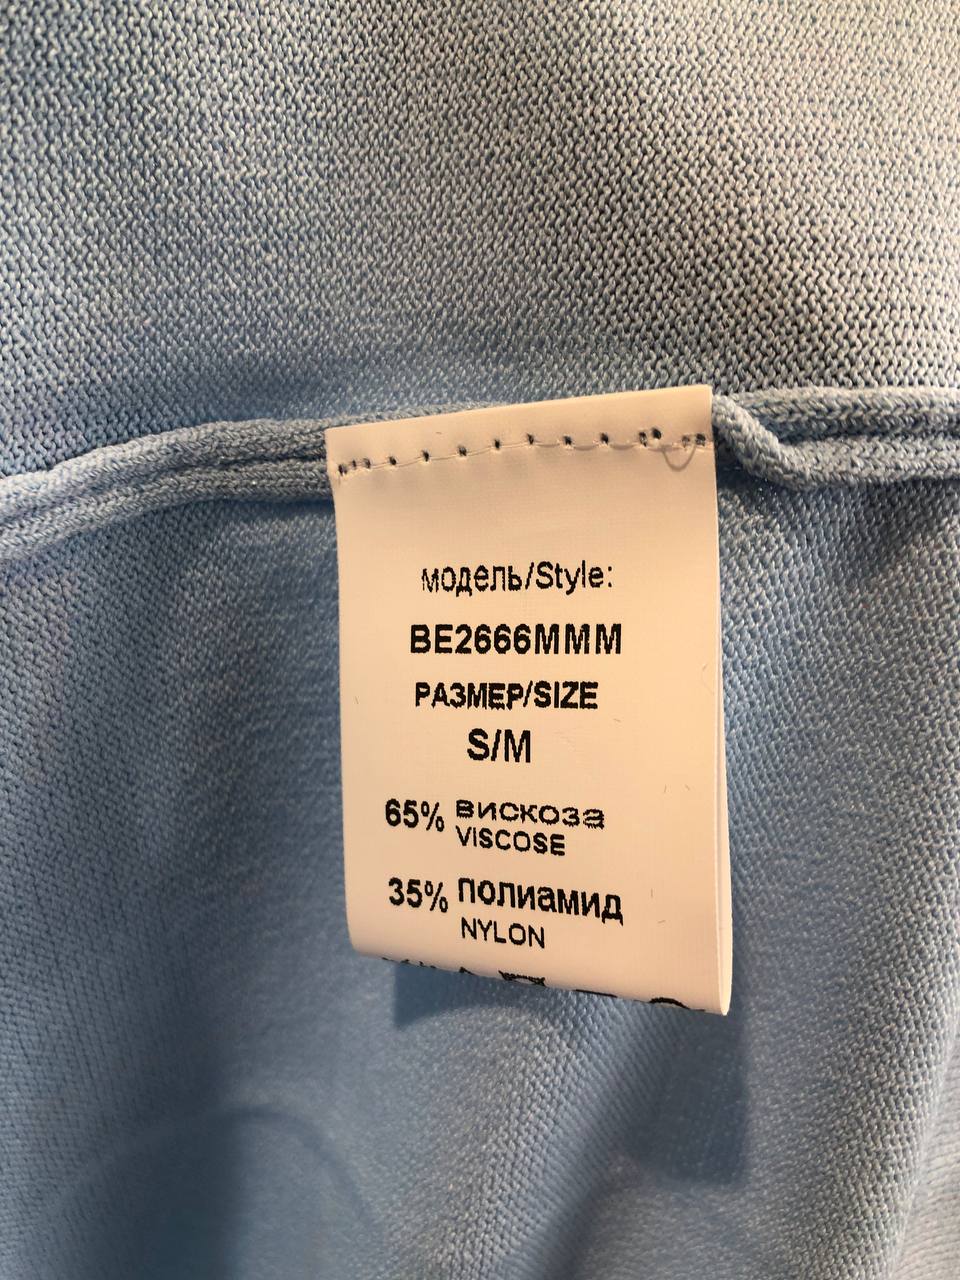 модель/Style:
BE2666MMM
РАЗМЕР/SIZE
S/M
65% вискоза
VISCOSE
35% полиамид
NYLON